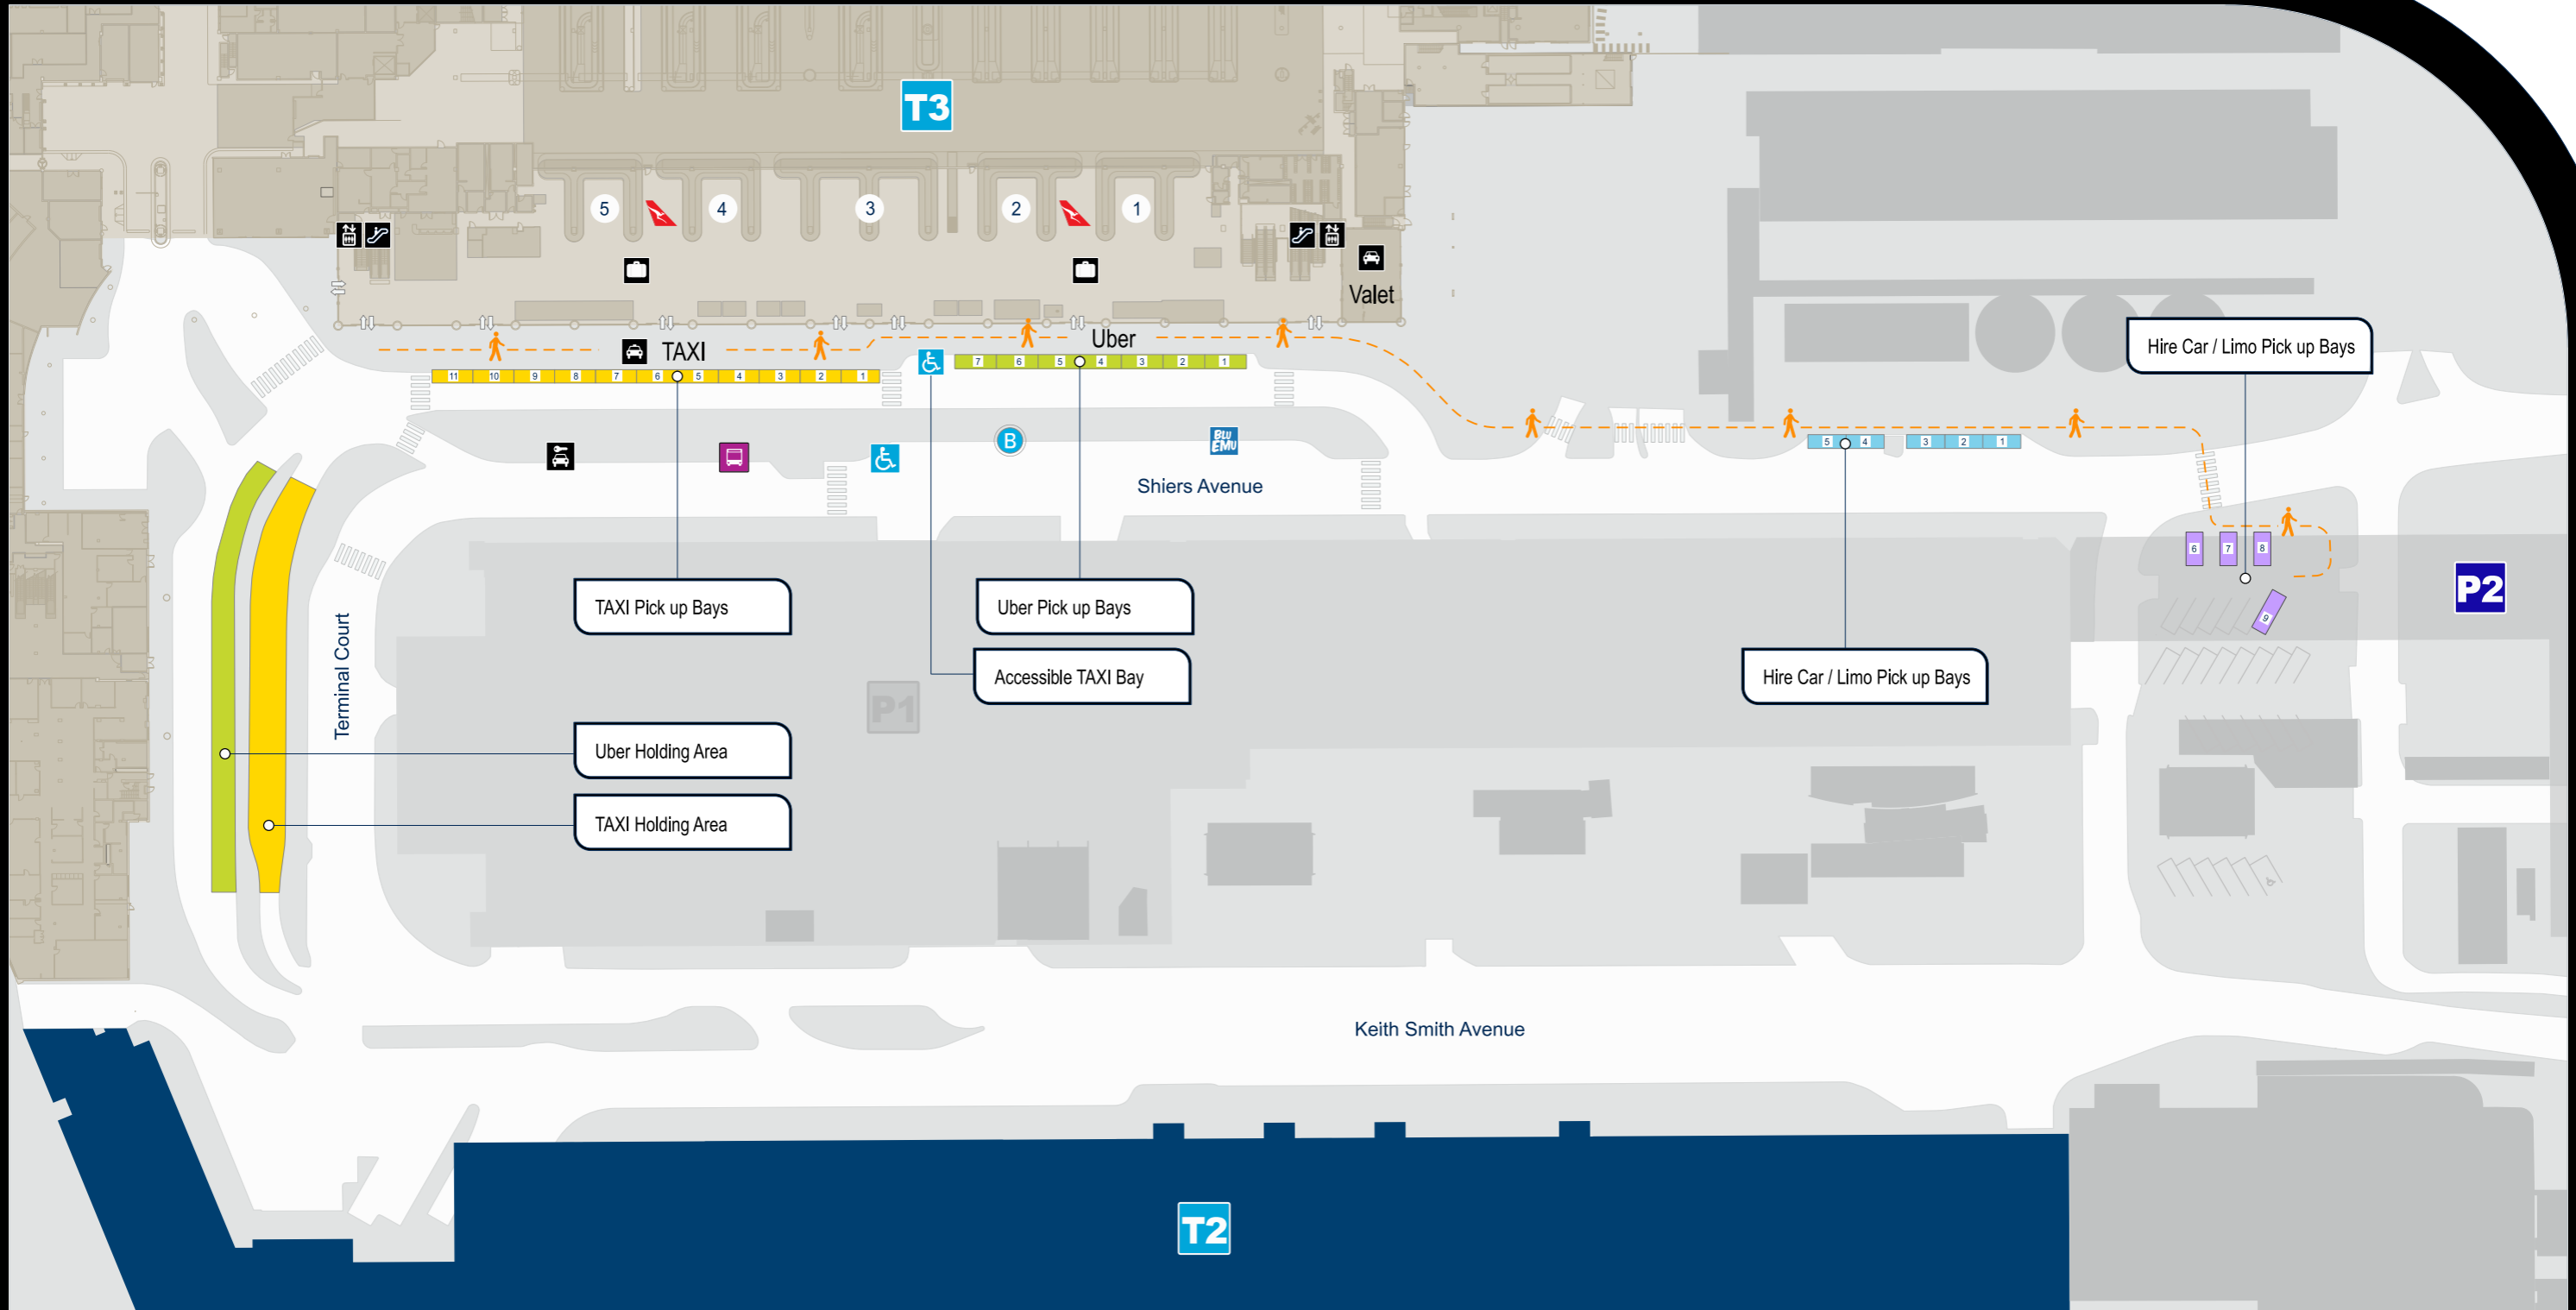 T3
5
4
3
2
1
Valet
TAXI
Uber
Hire Car / Limo Pick up Bays
11 10 9 8 7 6 5 4 3 2 1
7 6 5 4 3 2 1
B
BLU EMU
5 4 3 2 1
Shiers Avenue
6 7 8
9
P2
TAXI Pick up Bays
Uber Pick up Bays
Accessible TAXI Bay
Hire Car / Limo Pick up Bays
Terminal Court
P1
Uber Holding Area
TAXI Holding Area
Keith Smith Avenue
T2